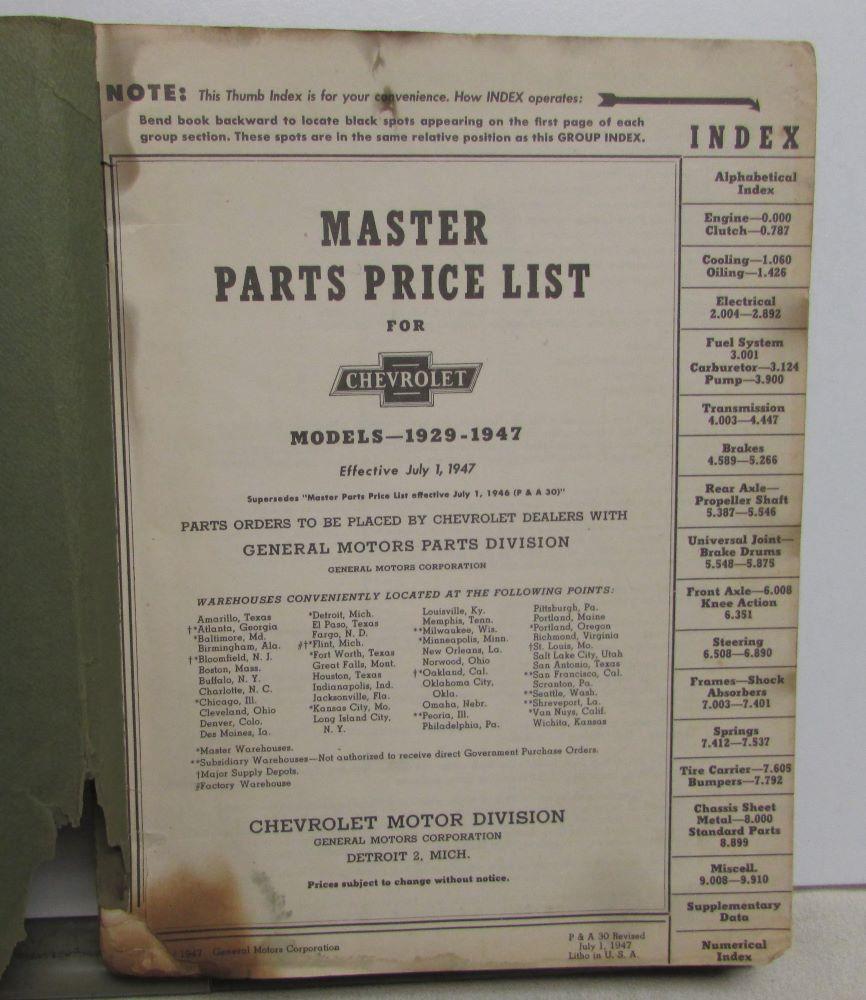 NOTE: This Thumb Index is for your convenience. How INDEX operates:
Bend book backward to locate black spots appearing on the first page of each
group section. These spots are in the same relative position as this GROUP INDEX.
MASTER
PARTS PRICE LIST
FOR
CHEVROLET
MODELS—1929-1947
Effective July 1, 1947
Supersedes "Master Parts Price List effective July 1, 1946 (P & A 30)"
PARTS ORDERS TO BE PLACED BY CHEVROLET DEALERS WITH
GENERAL MOTORS PARTS DIVISION
GENERAL MOTORS CORPORATION
WAREHOUSES CONVENIENTLY LOCATED AT THE FOLLOWING POINTS:
Amarillo, Texas
†*Atlanta, Georgia
*Baltimore, Md.
Birmingham, Ala.
†*Bloomfield, N. J.
Boston, Mass.
Buffalo, N. Y.
Charlotte, N. C.
*Chicago, Ill.
Cleveland, Ohio
Denver, Colo.
Des Moines, Ia.
*Detroit, Mich.
El Paso, Texas
Fargo, N. D.
#†*Flint, Mich.
*Fort Worth, Texas
Great Falls, Mont.
Houston, Texas
Indianapolis, Ind.
Jacksonville, Fla.
*Kansas City, Mo.
Long Island City,
N. Y.
Louisville, Ky.
Memphis, Tenn.
**Milwaukee, Wis.
*Minneapolis, Minn.
New Orleans, La.
Norwood, Ohio
†*Oakland, Cal.
Oklahoma City,
Okla.
Omaha, Nebr.
**Peoria, Ill.
Philadelphia, Pa.
Pittsburgh, Pa.
Portland, Maine
*Portland, Oregon
Richmond, Virginia
†St. Louis, Mo.
Salt Lake City, Utah
San Antonio, Texas
**San Francisco, Cal.
Scranton, Pa.
**Seattle, Wash.
**Shreveport, La.
*Van Nuys, Calif.
Wichita, Kansas
*Master Warehouses.
**Subsidiary Warehouses—Not authorized to receive direct Government Purchase Orders.
†Major Supply Depots.
#Factory Warehouse
CHEVROLET MOTOR DIVISION
GENERAL MOTORS CORPORATION
DETROIT 2, MICH.
Prices subject to change without notice.
1947 General Motors Corporation
P & A 30 Revised
July 1, 1947
Litho in U. S. A.
INDEX
Alphabetical
Index
Engine—0.000
Clutch—0.787
Cooling—1.060
Oiling—1.426
Electrical
2.004—2.892
Fuel System
3.001
Carburetor—3.124
Pump—3.900
Transmission
4.003—4.447
Brakes
4.589—5.266
Rear Axle—
Propeller Shaft
5.387—5.546
Universal Joint—
Brake Drums
5.548—5.875
Front Axle—6.008
Knee Action
6.351
Steering
6.508—6.890
Frames—Shock
Absorbers
7.003—7.401
Springs
7.412—7.537
Tire Carrier—7.605
Bumpers—7.792
Chassis Sheet
Metal—8.000
Standard Parts
8.899
Miscell.
9.008—9.910
Supplementary
Data
Numerical
Index